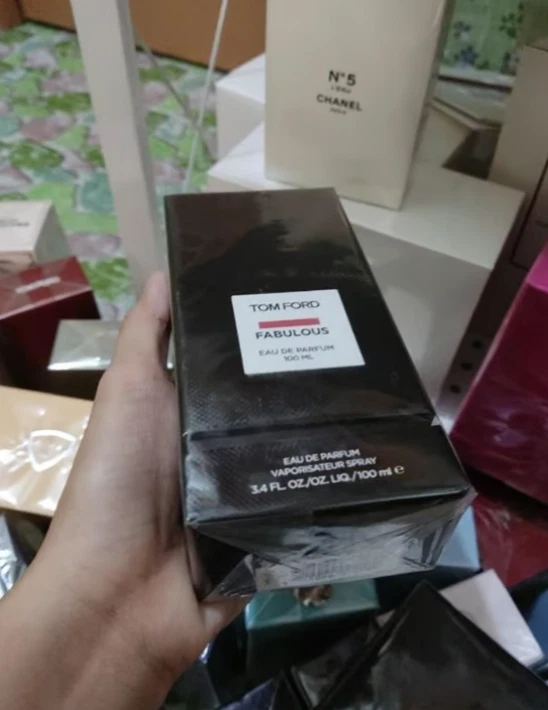 N°5
L'EAU
CHANEL
PARIS
TOM FORD
FABULOUS
EAU DE PARFUM
100 ML
EAU DE PARFUM
VAPORISATEUR SPRAY
3.4 FL. OZ./OZ. LIQ./100 ml ℮